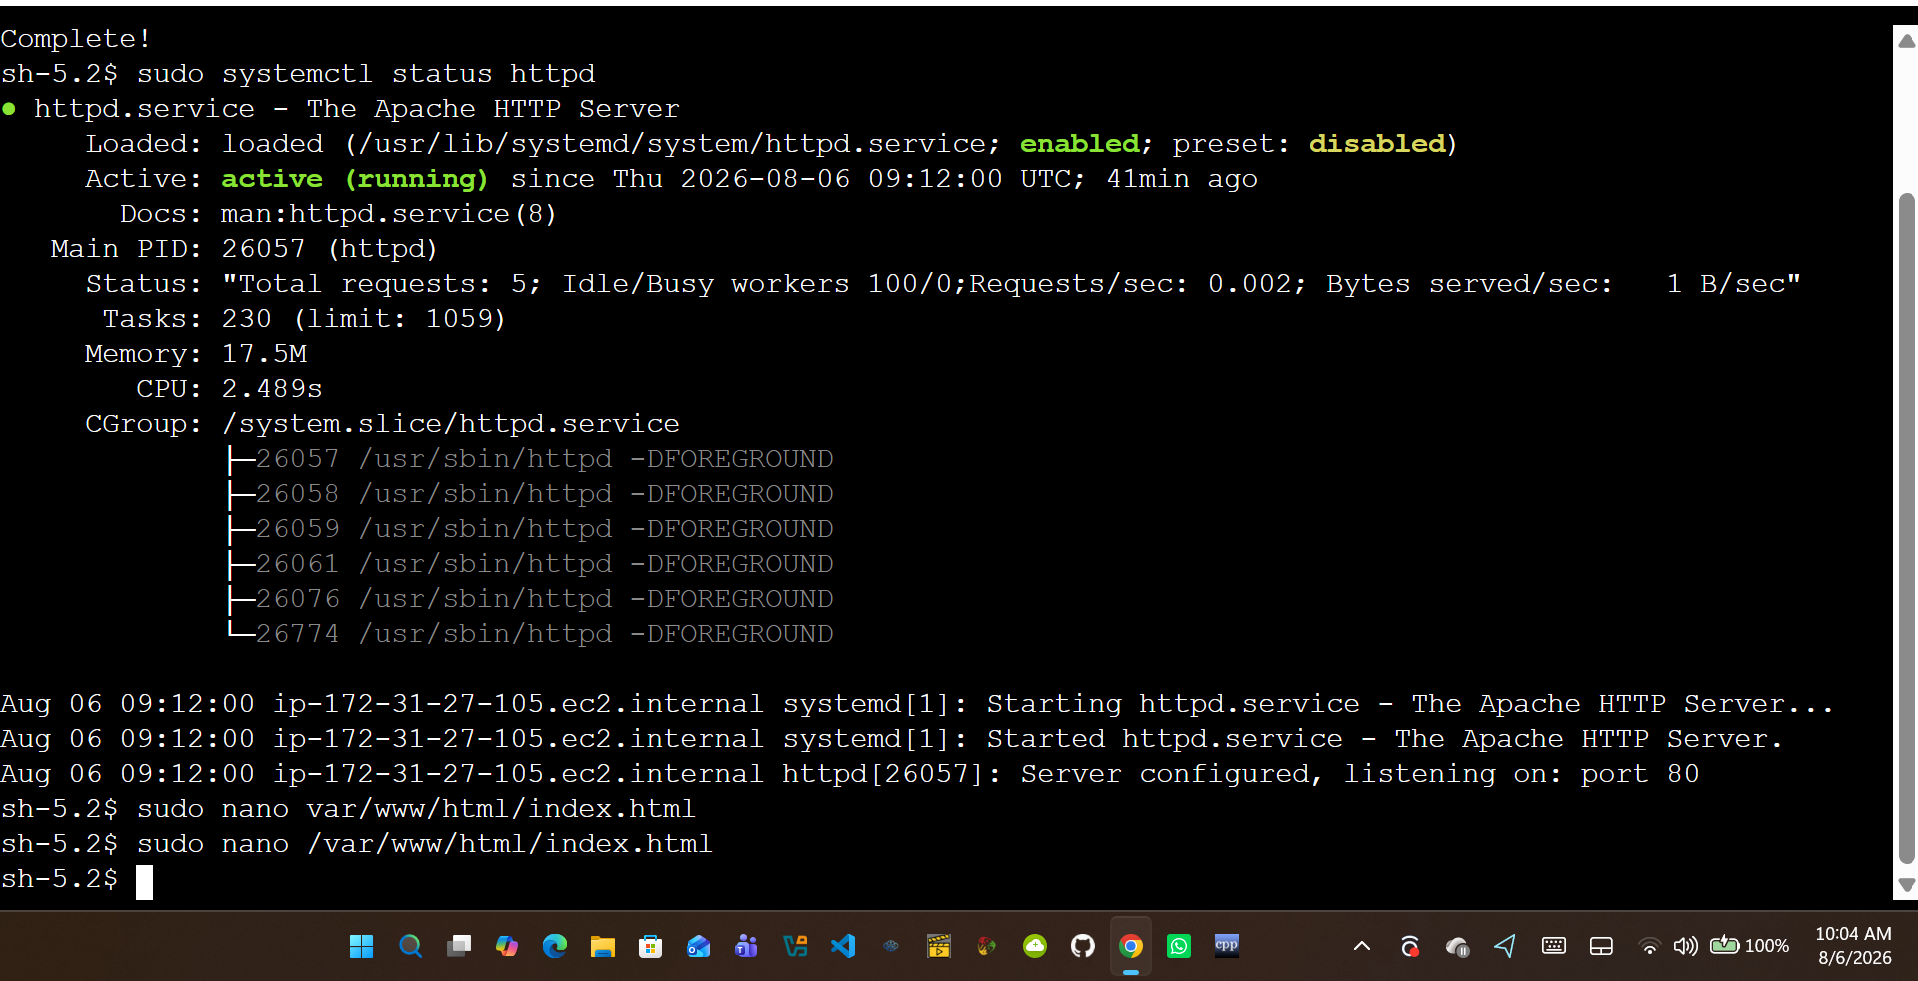 Complete!
sh-5.2$ sudo systemctl status httpd
● httpd.service - The Apache HTTP Server
     Loaded: loaded (/usr/lib/systemd/system/httpd.service; enabled; preset: disabled)
     Active: active (running) since Thu 2026-08-06 09:12:00 UTC; 41min ago
       Docs: man:httpd.service(8)
   Main PID: 26057 (httpd)
     Status: "Total requests: 5; Idle/Busy workers 100/0;Requests/sec: 0.002; Bytes served/sec:   1 B/sec"
      Tasks: 230 (limit: 1059)
     Memory: 17.5M
        CPU: 2.489s
     CGroup: /system.slice/httpd.service
             ├─26057 /usr/sbin/httpd -DFOREGROUND
             ├─26058 /usr/sbin/httpd -DFOREGROUND
             ├─26059 /usr/sbin/httpd -DFOREGROUND
             ├─26061 /usr/sbin/httpd -DFOREGROUND
             ├─26076 /usr/sbin/httpd -DFOREGROUND
             └─26774 /usr/sbin/httpd -DFOREGROUND
Aug 06 09:12:00 ip-172-31-27-105.ec2.internal systemd[1]: Starting httpd.service - The Apache HTTP Server...
Aug 06 09:12:00 ip-172-31-27-105.ec2.internal systemd[1]: Started httpd.service - The Apache HTTP Server.
Aug 06 09:12:00 ip-172-31-27-105.ec2.internal httpd[26057]: Server configured, listening on: port 80
sh-5.2$ sudo nano var/www/html/index.html
sh-5.2$ sudo nano /var/www/html/index.html
sh-5.2$
cpp
100%
10:04 AM
8/6/2026